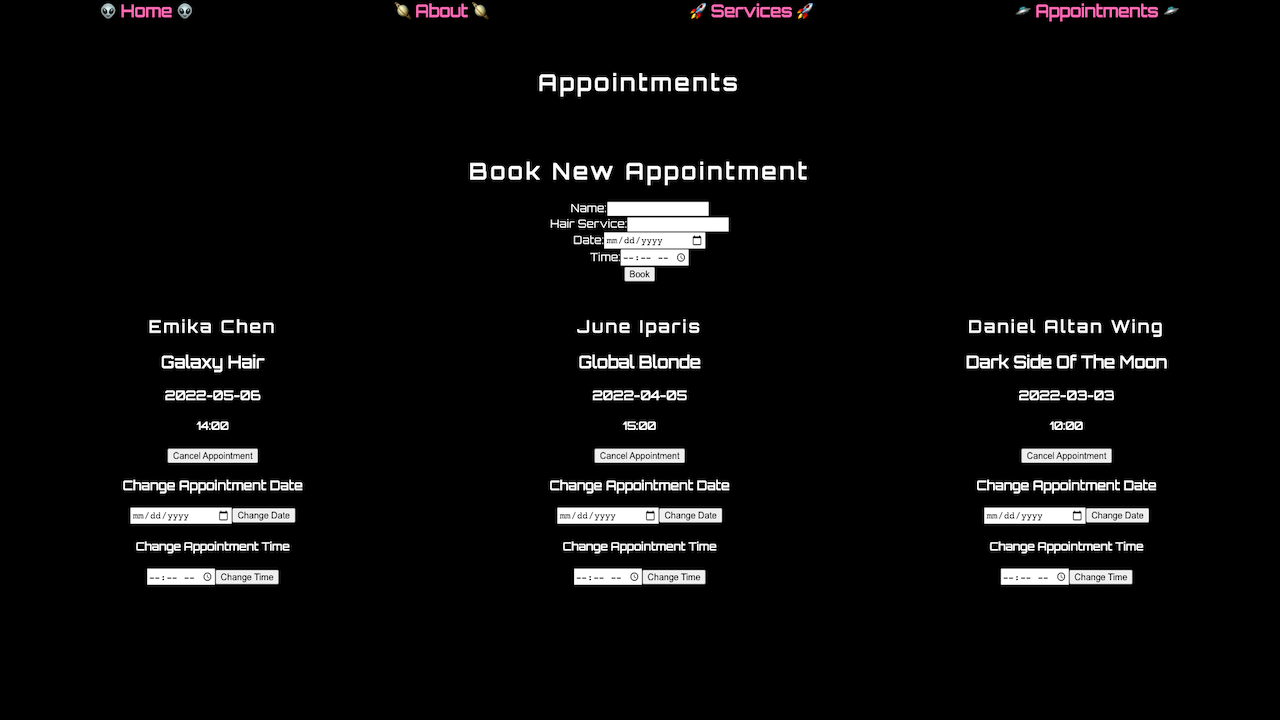 👽 Home 👽 🪐 About 🪐 🚀 Services 🚀 🛸 Appointments 🛸
Appointments
Book New Appointment
Name:
Hair Service:
Date: mm/dd/yyyy
Time: --:-- --
Book
Emika Chen June Iparis Daniel Altan Wing
Galaxy Hair Global Blonde Dark Side Of The Moon
2022-05-06 2022-04-05 2022-03-03
14:00 15:00 10:00
Cancel Appointment Cancel Appointment Cancel Appointment
Change Appointment Date Change Appointment Date Change Appointment Date
mm/dd/yyyy Change Date mm/dd/yyyy Change Date mm/dd/yyyy Change Date
Change Appointment Time Change Appointment Time Change Appointment Time
--:-- -- Change Time --:-- -- Change Time --:-- -- Change Time